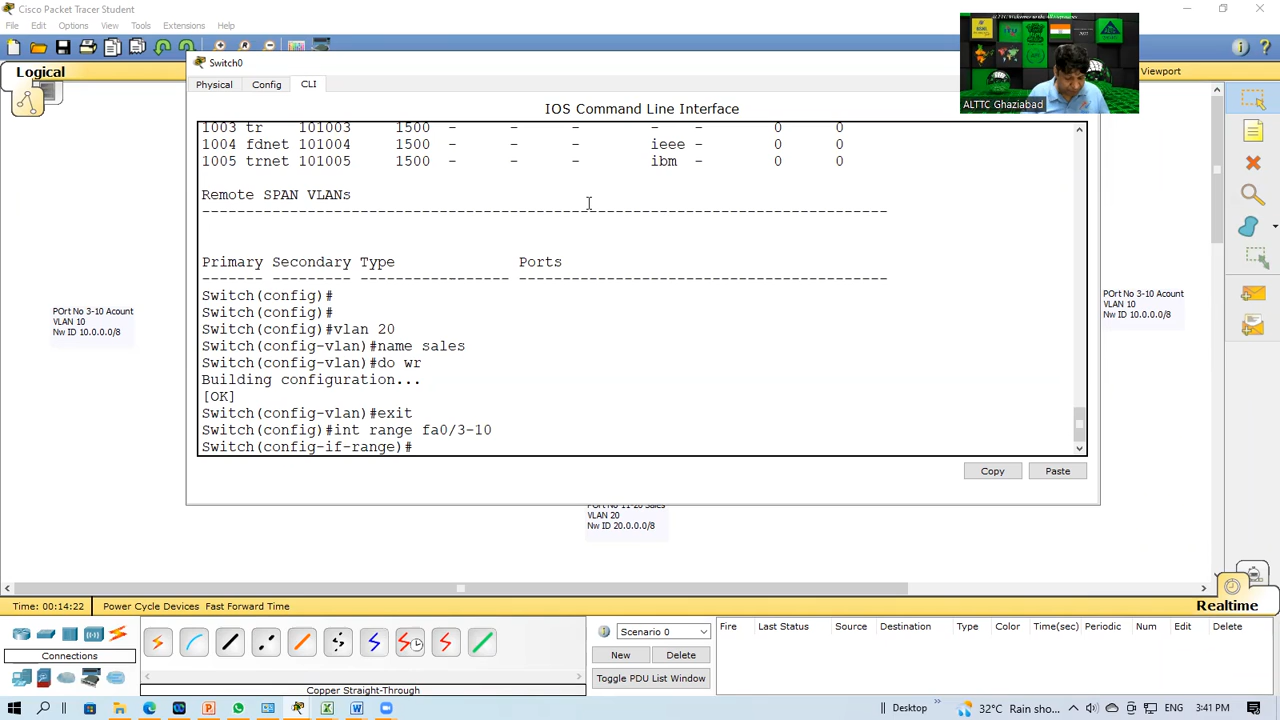 Cisco Packet Tracer Student
File Edit Options View Tools Extensions Help
Logical
Viewport
Switch0
Physical Config CLI
IOS Command Line Interface
1003 tr 101003 1500 - - - - - 0 0
1004 fdnet 101004 1500 - - - ieee - 0 0
1005 trnet 101005 1500 - - - ibm - 0 0
Remote SPAN VLANs
------------------------------------------------------------------------------
Primary Secondary Type Ports
------- --------- ----------------- ------------------------------------------
Switch(config)#
Switch(config)#
Switch(config)#vlan 20
Switch(config-vlan)#name sales
Switch(config-vlan)#do wr
Building configuration...
[OK]
Switch(config-vlan)#exit
Switch(config)#int range fa0/3-10
Switch(config-if-range)#
Copy Paste
ALTTC Ghaziabad
POrt No 3-10 Acount
VLAN 10
Nw ID 10.0.0.0/8
POrt No 3-10 Acount
VLAN 10
Nw ID 10.0.0.0/8
VLAN 20
Nw ID 20.0.0.0/8
Time: 00:14:22 Power Cycle Devices Fast Forward Time
Realtime
Connections
Copper Straight-Through
Scenario 0
New Delete
Toggle PDU List Window
Fire Last Status Source Destination Type Color Time(sec) Periodic Num Edit Delete
Desktop
32°C Rain sho...
ENG 3:41 PM